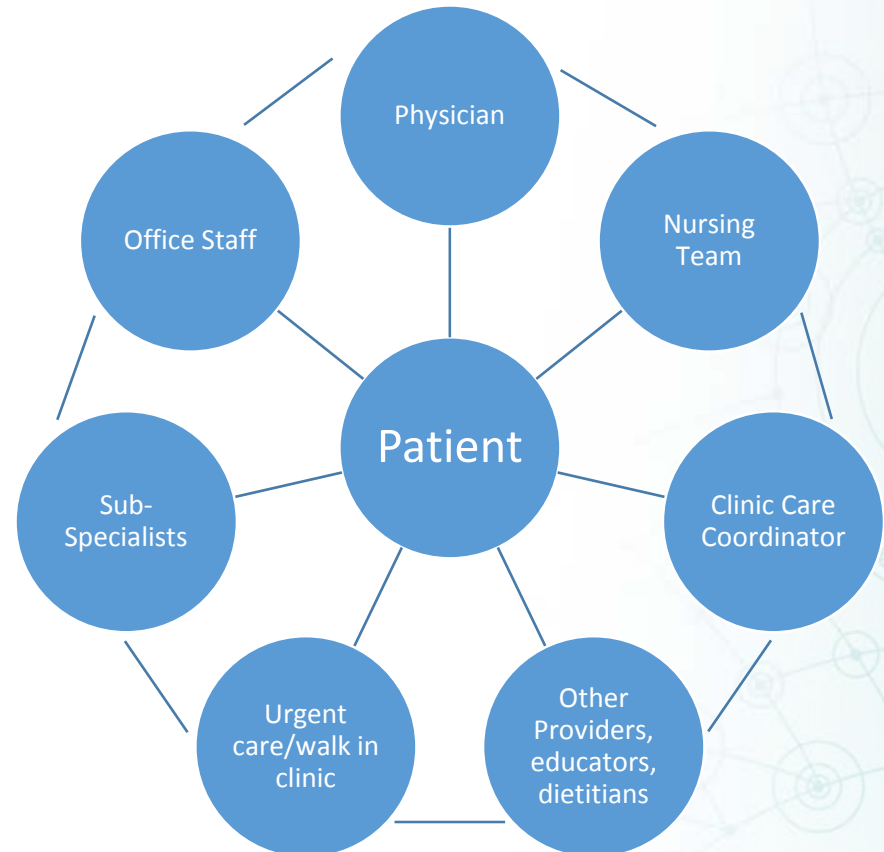 Physician
Office Staff
Nursing
Team
Patient
Sub-
Specialists
Clinic Care
Coordinator
Urgent
care/walk in
clinic
Other
Providers,
educators,
dietitians